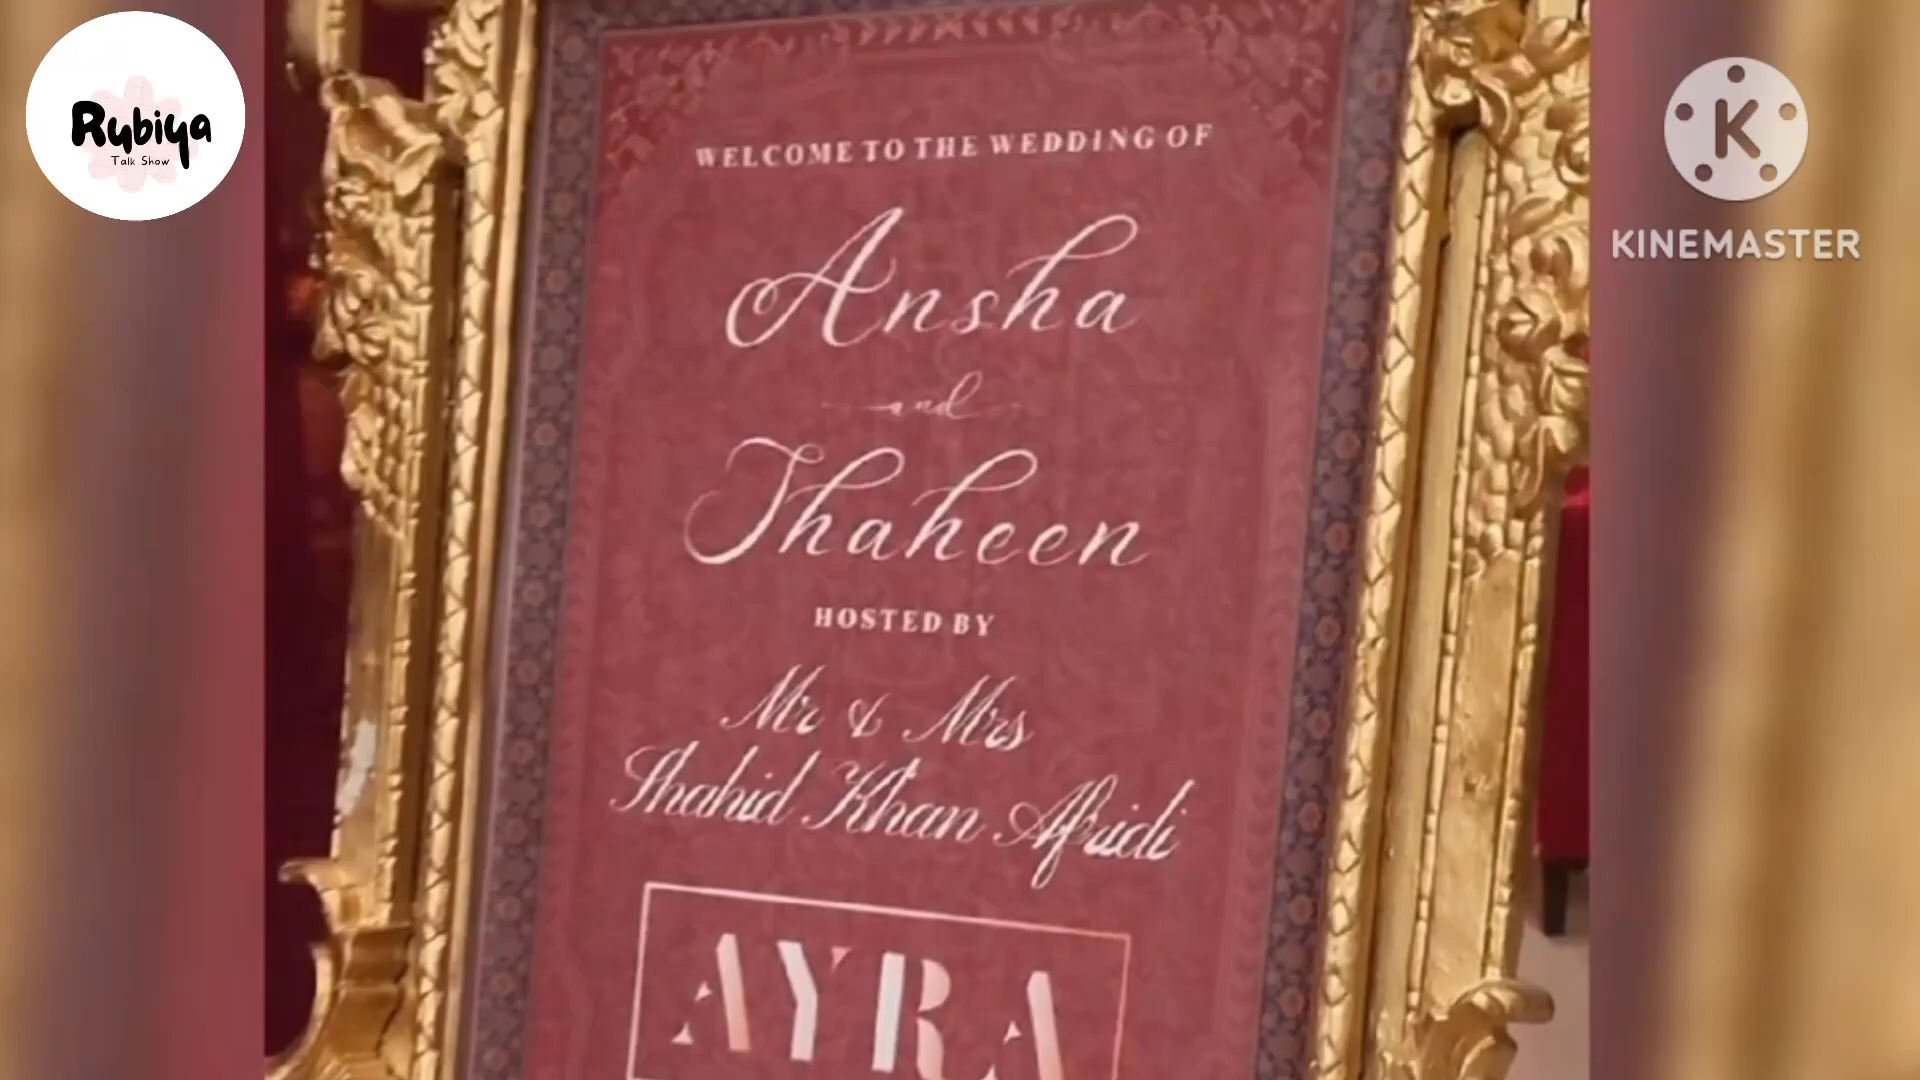 Rubiya
Talk Show
KINEMASTER
WELCOME TO THE WEDDING OF
Ansha
and
Shaheen
HOSTED BY
Mr & Mrs
Shahid Khan Afridi
AYRA